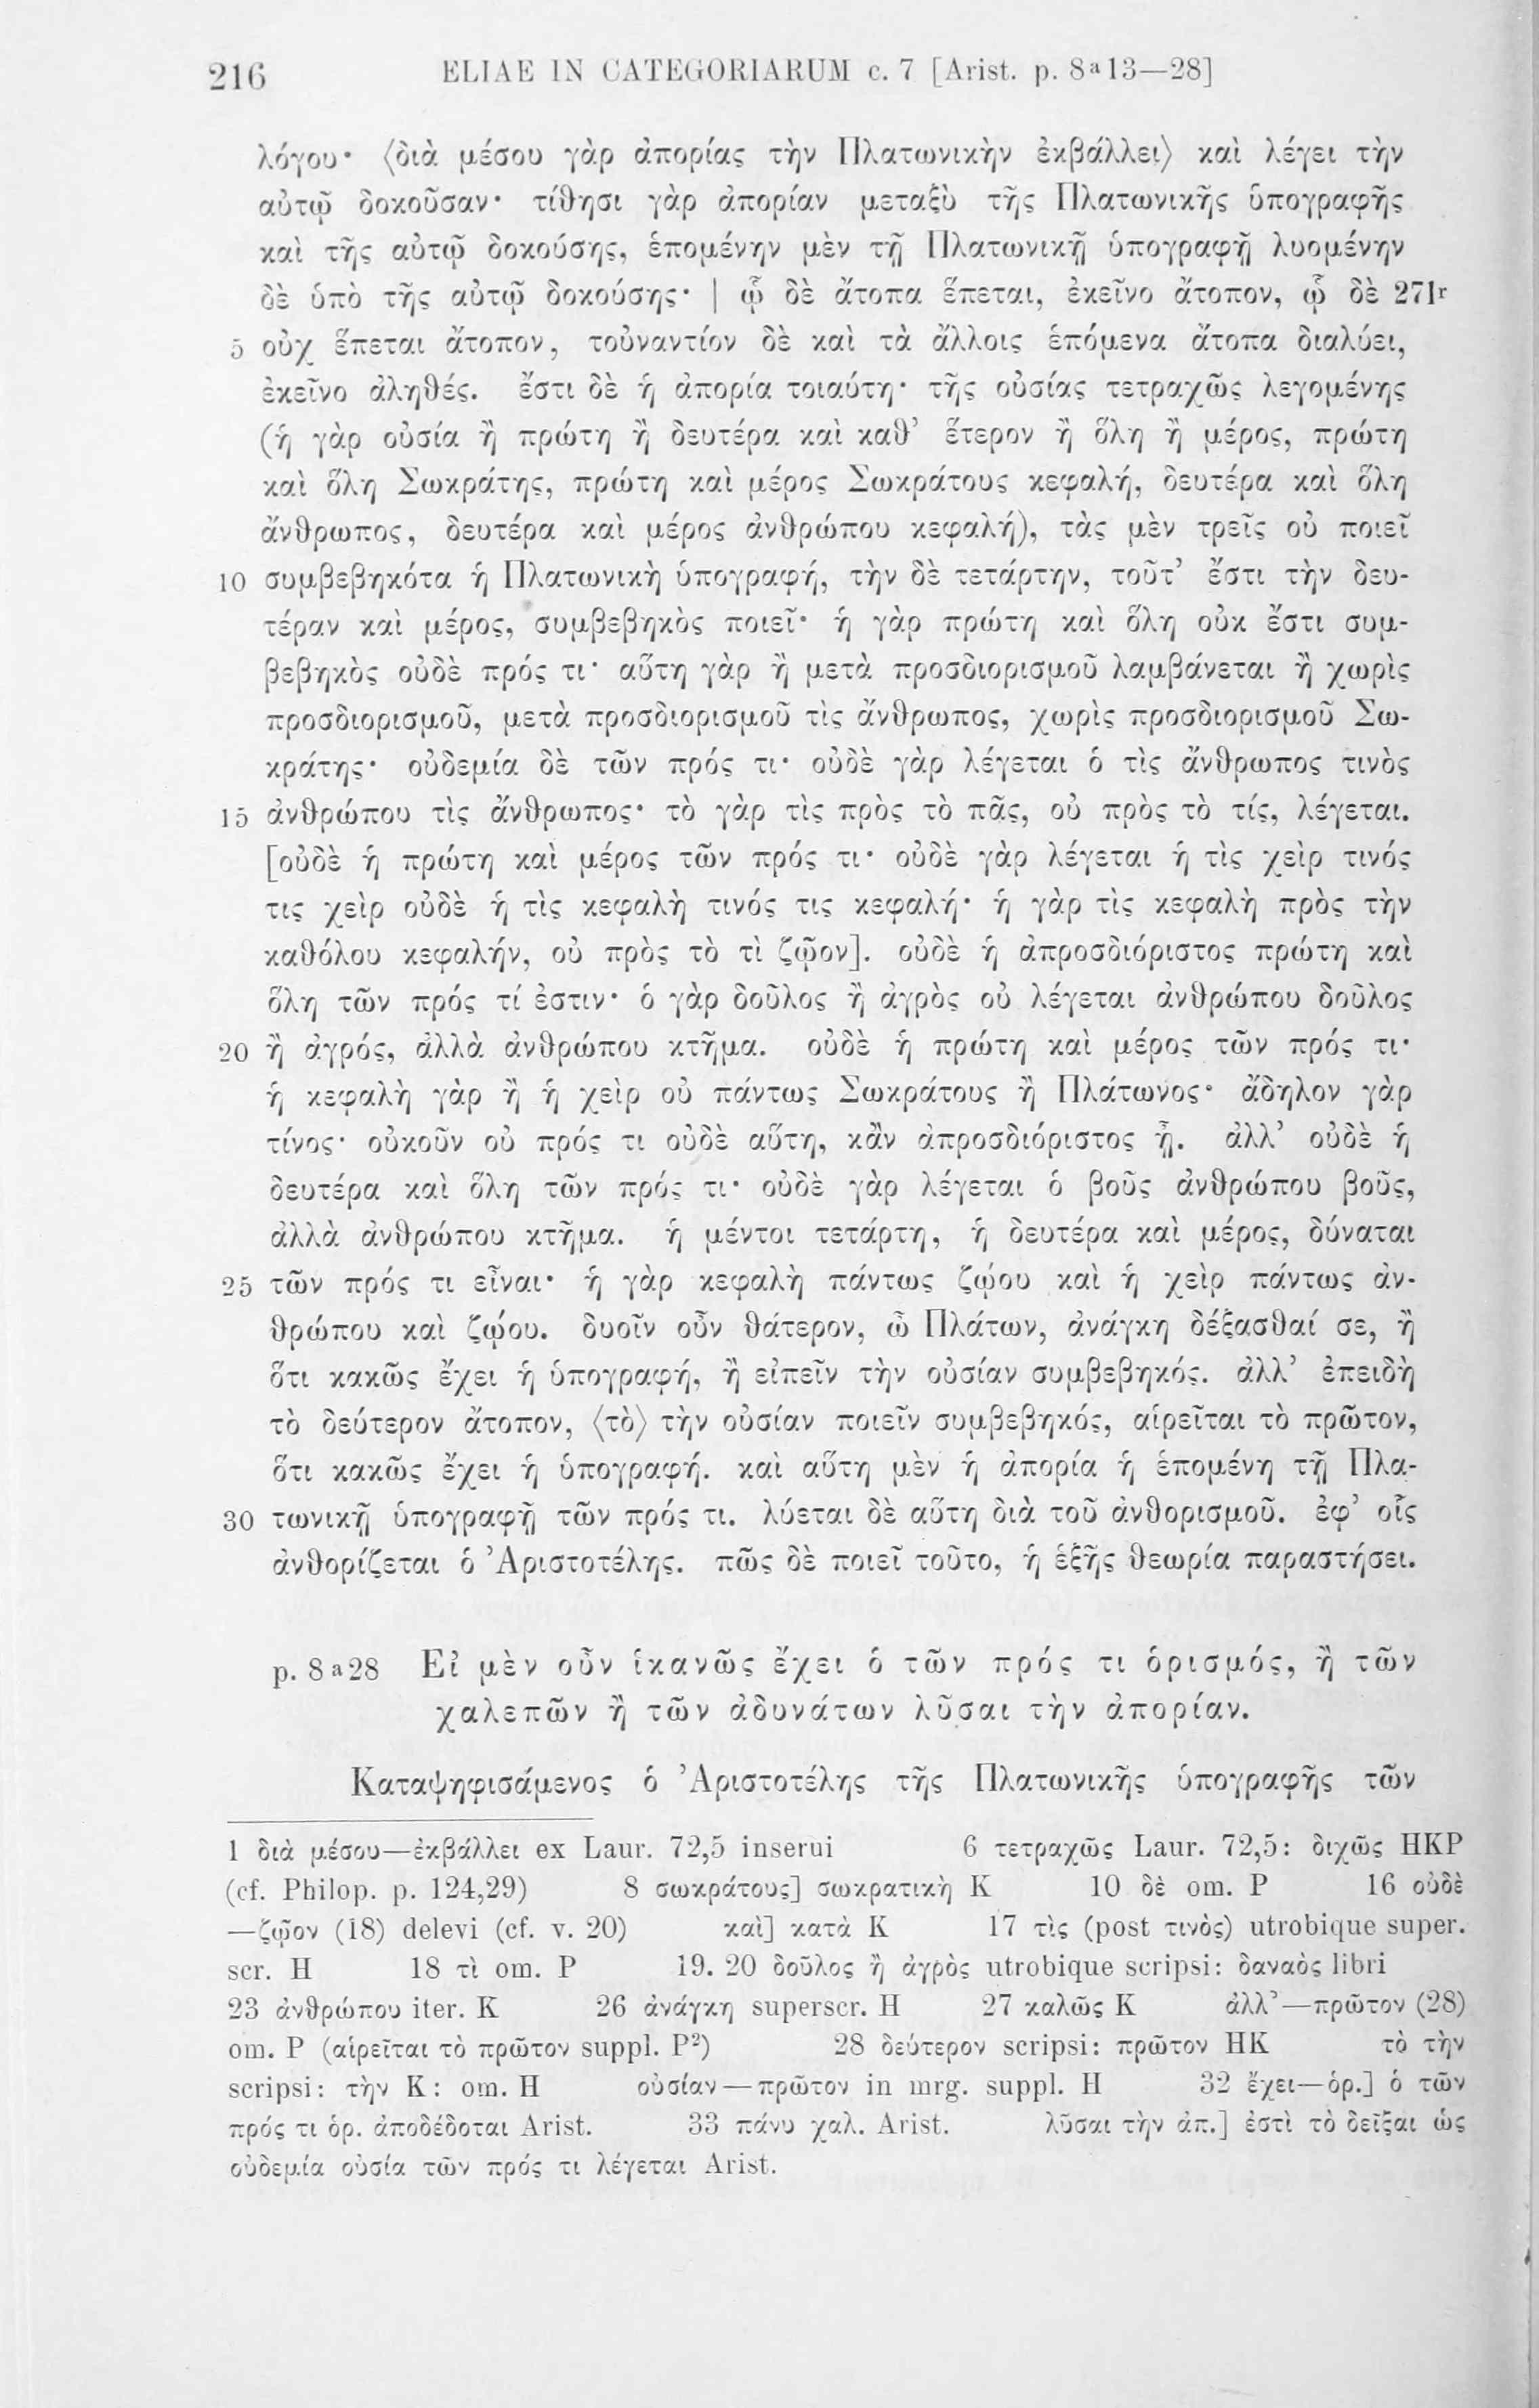 216 ELIAE IN CATEGORIARUM c. 7 [Arist. p. 8ª13—28]
λόγου· ⟨διὰ μέσου γὰρ ἀπορίας τὴν Πλατωνικὴν ἐκβάλλει⟩ καὶ λέγει τὴν
αὐτῷ δοκοῦσαν· τίθησι γὰρ ἀπορίαν μεταξὺ τῆς Πλατωνικῆς ὑπογραφῆς
καὶ τῆς αὐτῷ δοκούσης, ἑπομένην μὲν τῇ Πλατωνικῇ ὑπογραφῇ λυομένην
δὲ ὑπὸ τῆς αὐτῷ δοκούσης· | ᾧ δὲ ἄτοπα ἕπεται, ἐκεῖνο ἄτοπον, ᾧ δὲ 271r
5 οὐχ ἕπεται ἄτοπον, τοὐναντίον δὲ καὶ τὰ ἄλλοις ἑπόμενα ἄτοπα διαλύει,
ἐκεῖνο ἀληθές. ἔστι δὲ ἡ ἀπορία τοιαύτη· τῆς οὐσίας τετραχῶς λεγομένης
(ἡ γὰρ οὐσία ἢ πρώτη ἢ δευτέρα καὶ καθ’ ἕτερον ἢ ὅλη ἢ μέρος, πρώτη
καὶ ὅλη Σωκράτης, πρώτη καὶ μέρος Σωκράτους κεφαλή, δευτέρα καὶ ὅλη
ἄνθρωπος, δευτέρα καὶ μέρος ἀνθρώπου κεφαλή), τὰς μὲν τρεῖς οὐ ποιεῖ
10 συμβεβηκότα ἡ Πλατωνικὴ ὑπογραφή, τὴν δὲ τετάρτην, τοῦτ’ ἔστι τὴν δευ-
τέραν καὶ μέρος, συμβεβηκὸς ποιεῖ· ἡ γὰρ πρώτη καὶ ὅλη οὐκ ἔστι συμ-
βεβηκὸς οὐδὲ πρός τι· αὕτη γὰρ ἢ μετὰ προσδιορισμοῦ λαμβάνεται ἢ χωρὶς
προσδιορισμοῦ, μετὰ προσδιορισμοῦ τὶς ἄνθρωπος, χωρὶς προσδιορισμοῦ Σω-
κράτης· οὐδεμία δὲ τῶν πρός τι· οὐδὲ γὰρ λέγεται ὁ τὶς ἄνθρωπος τινὸς
15 ἀνθρώπου τὶς ἄνθρωπος· τὸ γὰρ τὶς πρὸς τὸ πᾶς, οὐ πρὸς τὸ τίς, λέγεται.
[οὐδὲ ἡ πρώτη καὶ μέρος τῶν πρός τι· οὐδὲ γὰρ λέγεται ἡ τὶς χεὶρ τινός
τις χεὶρ οὐδὲ ἡ τὶς κεφαλὴ τινός τις κεφαλή· ἡ γὰρ τὶς κεφαλὴ πρὸς τὴν
καθόλου κεφαλήν, οὐ πρὸς τὸ τὶ ζῷον]. οὐδὲ ἡ ἀπροσδιόριστος πρώτη καὶ
ὅλη τῶν πρός τί ἐστιν· ὁ γὰρ δοῦλος ἢ ἀγρὸς οὐ λέγεται ἀνθρώπου δοῦλος
20 ἢ ἀγρός, ἀλλὰ ἀνθρώπου κτῆμα. οὐδὲ ἡ πρώτη καὶ μέρος τῶν πρός τι·
ἡ κεφαλὴ γὰρ ἢ ἡ χεὶρ οὐ πάντως Σωκράτους ἢ Πλάτωνος· ἄδηλον γὰρ
τίνος· οὐκοῦν οὐ πρός τι οὐδὲ αὕτη, κἂν ἀπροσδιόριστος ᾖ. ἀλλ’ οὐδὲ ἡ
δευτέρα καὶ ὅλη τῶν πρός τι· οὐδὲ γὰρ λέγεται ὁ βοῦς ἀνθρώπου βοῦς,
ἀλλὰ ἀνθρώπου κτῆμα. ἡ μέντοι τετάρτη, ἡ δευτέρα καὶ μέρος, δύναται
25 τῶν πρός τι εἶναι· ἡ γὰρ κεφαλὴ πάντως ζῴου καὶ ἡ χεὶρ πάντως ἀν-
θρώπου καὶ ζῴου. δυοῖν οὖν θάτερον, ὦ Πλάτων, ἀνάγκη δέξασθαί σε, ἢ
ὅτι κακῶς ἔχει ἡ ὑπογραφή, ἢ εἰπεῖν τὴν οὐσίαν συμβεβηκός. ἀλλ’ ἐπειδὴ
τὸ δεύτερον ἄτοπον, ⟨τὸ⟩ τὴν οὐσίαν ποιεῖν συμβεβηκός, αἱρεῖται τὸ πρῶτον,
ὅτι κακῶς ἔχει ἡ ὑπογραφή. καὶ αὕτη μὲν ἡ ἀπορία ἡ ἑπομένη τῇ Πλα-
30 τωνικῇ ὑπογραφῇ τῶν πρός τι. λύεται δὲ αὕτη διὰ τοῦ ἀνθορισμοῦ. ἐφ’ οἷς
ἀνθορίζεται ὁ Ἀριστοτέλης. πῶς δὲ ποιεῖ τοῦτο, ἡ ἑξῆς θεωρία παραστήσει.
p. 8ª28 Εἰ μὲν οὖν ἱκανῶς ἔχει ὁ τῶν πρός τι ὁρισμός, ἢ τῶν
χαλεπῶν ἢ τῶν ἀδυνάτων λῦσαι τὴν ἀπορίαν.
Καταψηφισάμενος ὁ Ἀριστοτέλης τῆς Πλατωνικῆς ὑπογραφῆς τῶν
1 διὰ μέσου—ἐκβάλλει ex Laur. 72,5 inserui 6 τετραχῶς Laur. 72,5: διχῶς HKP
(cf. Philop. p. 124,29) 8 σωκράτους] σωκρατικὴ K 10 δὲ om. P 16 οὐδὲ
—ζῷον (18) delevi (cf. v. 20) καὶ] κατὰ K 17 τὶς (post τινὸς) utrobique super.
scr. H 18 τὶ om. P 19. 20 δοῦλος ἢ ἀγρὸς utrobique scripsi: δαναὸς libri
23 ἀνθρώπου iter. K 26 ἀνάγκη superscr. H 27 καλῶς K ἀλλ’—πρῶτον (28)
om. P (αἱρεῖται τὸ πρῶτον suppl. P²) 28 δεύτερον scripsi: πρῶτον HK τὸ τὴν
scripsi: τὴν K: om. H οὐσίαν—πρῶτον in mrg. suppl. H 32 ἔχει—ὁρ.] ὁ τῶν
πρός τι ὁρ. ἀποδέδοται Arist. 33 πάνυ χαλ. Arist. λῦσαι τὴν ἀπ.] ἐστὶ τὸ δεῖξαι ὡς
οὐδεμία οὐσία τῶν πρός τι λέγεται Arist.